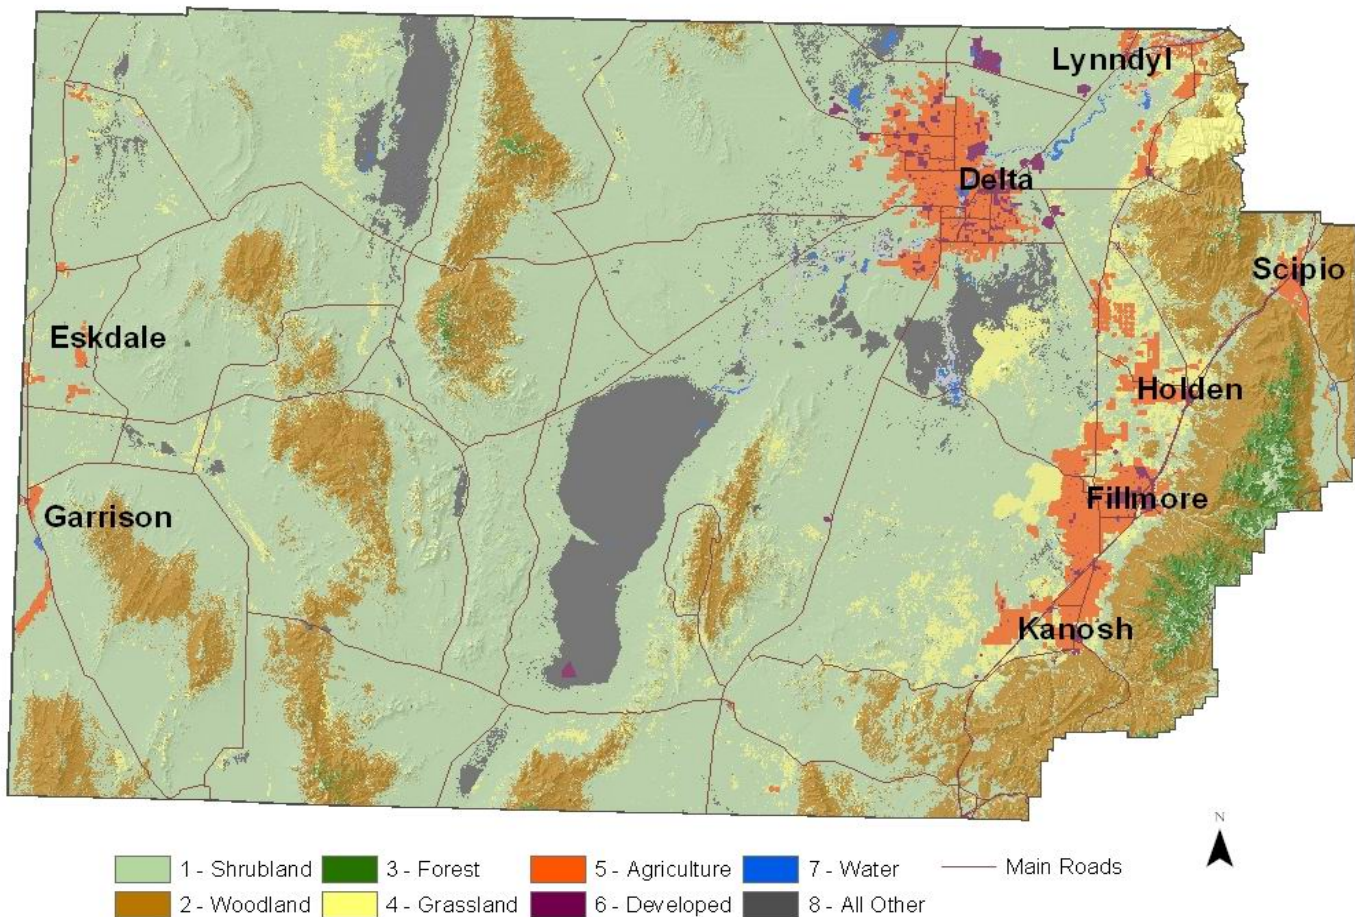 Lynndyl
Delta
Scipio
Eskdale
Holden
Fillmore
Garrison
Kanosh
N
1 - Shrubland 3 - Forest 5 - Agriculture 7 - Water Main Roads
2 - Woodland 4 - Grassland 6 - Developed 8 - All Other